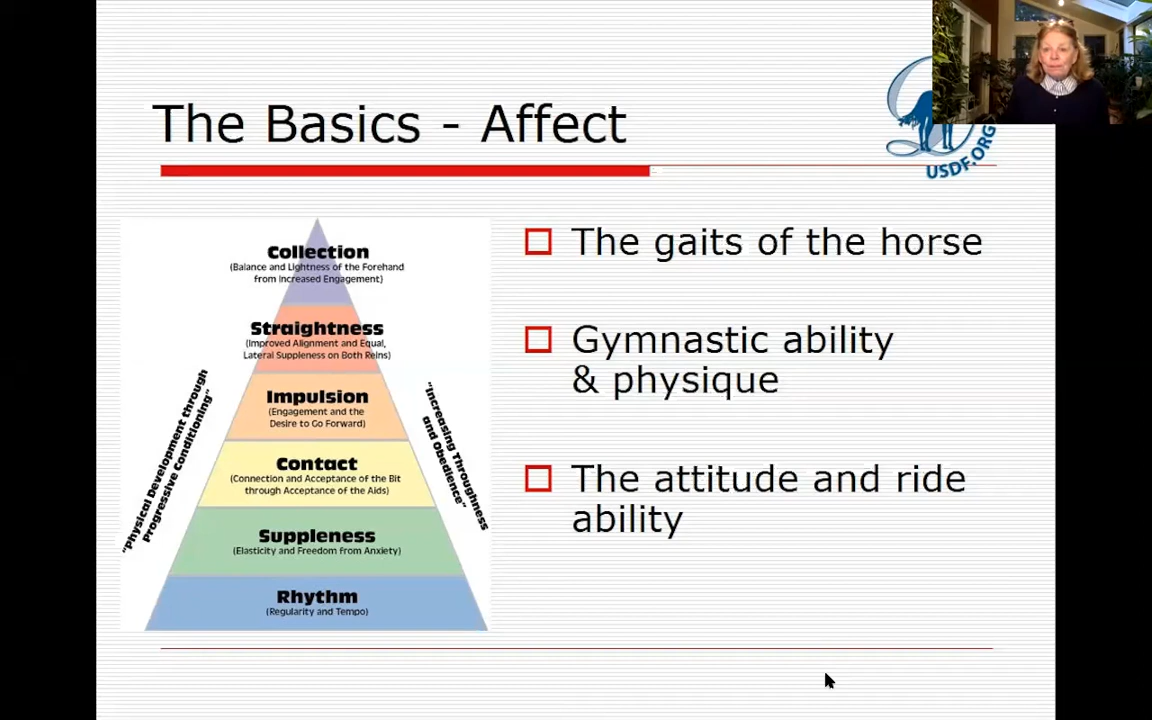 The Basics - Affect
USDF.ORG
Collection
(Balance and Lightness of the Forehand
from Increased Engagement)
Straightness
(Improved Alignment and Equal,
Lateral Suppleness on Both Reins)
Impulsion
(Engagement and the
Desire to Go Forward)
Contact
(Connection and Acceptance of the Bit
through Acceptance of the Aids)
Suppleness
(Elasticity and Freedom from Anxiety)
Rhythm
(Regularity and Tempo)
"Physical Development through
Progressive Conditioning"
"Increasing Throughness
and Obedience"
The gaits of the horse
Gymnastic ability
& physique
The attitude and ride
ability